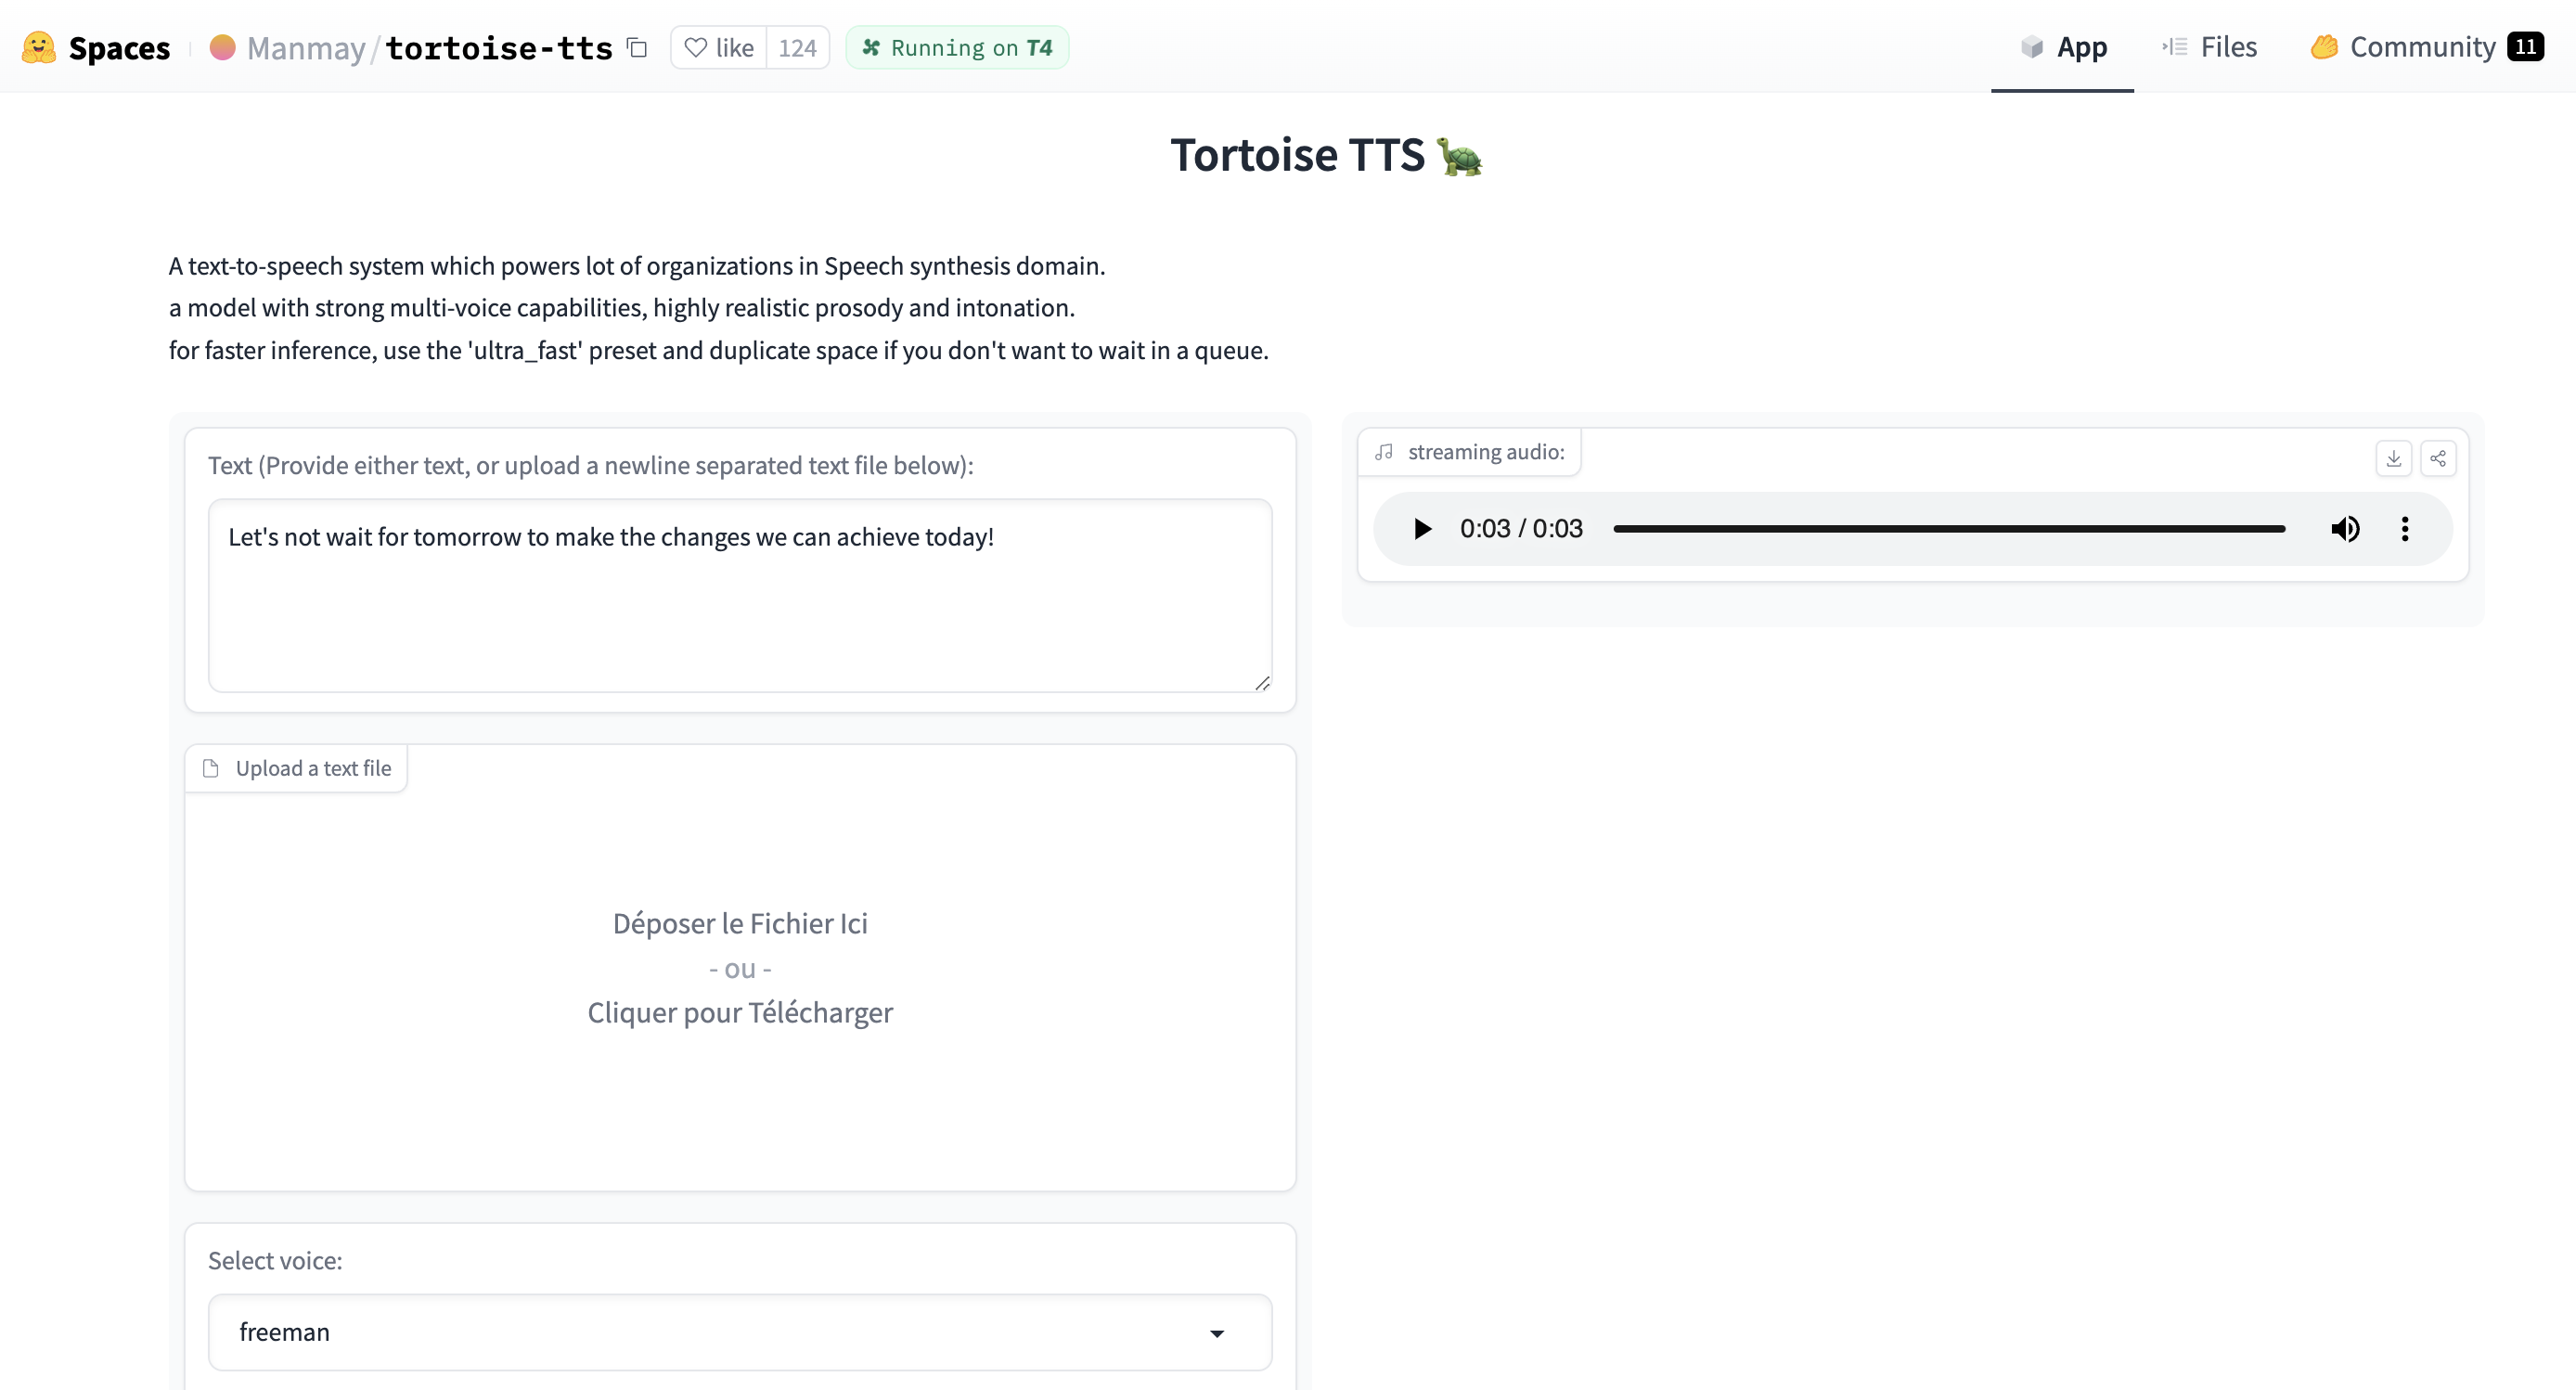 Spaces
Manmay/tortoise-tts
like 124
Running on T4
App
Files
Community 11
Tortoise TTS
A text-to-speech system which powers lot of organizations in Speech synthesis domain.
a model with strong multi-voice capabilities, highly realistic prosody and intonation.
for faster inference, use the 'ultra_fast' preset and duplicate space if you don't want to wait in a queue.
Text (Provide either text, or upload a newline separated text file below):
Let's not wait for tomorrow to make the changes we can achieve today!
Upload a text file
Déposer le Fichier Ici
- ou -
Cliquer pour Télécharger
Select voice:
freeman
streaming audio:
0:03 / 0:03